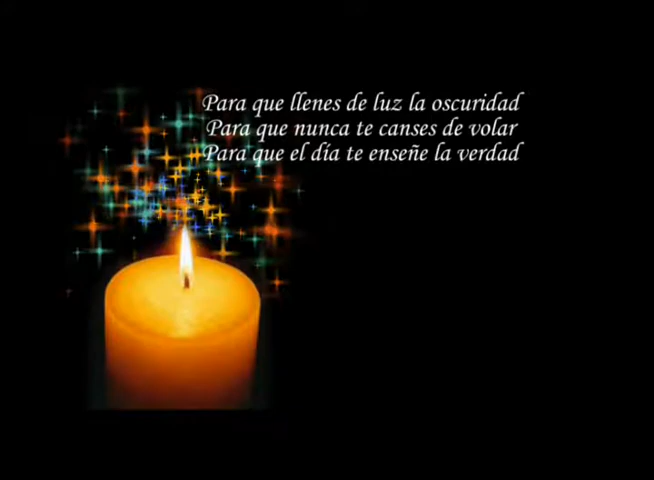 Para que llenes de luz la oscuridad
Para que nunca te canses de volar
Para que el día te enseñe la verdad